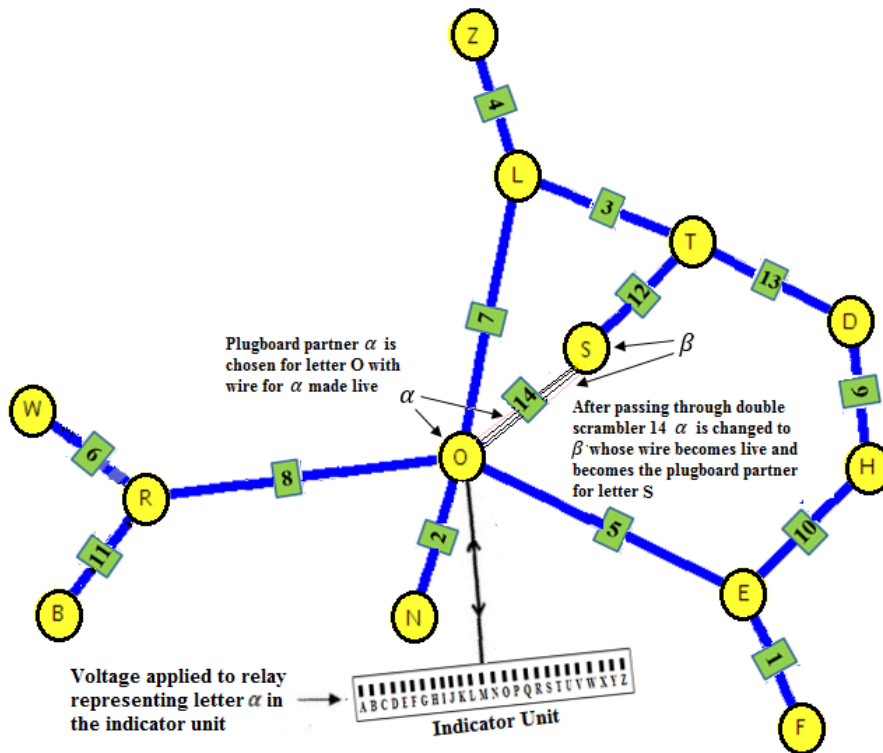 Z
4
L
3
T
13
12
D
7
S
β
Plugboard partner α is
chosen for letter O with
wire for α made live
α
14
After passing through double
scrambler 14 α is changed to
β whose wire becomes live and
becomes the plugboard partner
for letter S
9
W
6
R
8
O
H
11
2
5
10
B
N
E
1
F
Voltage applied to relay
representing letter α in
the indicator unit
A B C D E F G H I J K L M N O P Q R S T U V W X Y Z
Indicator Unit